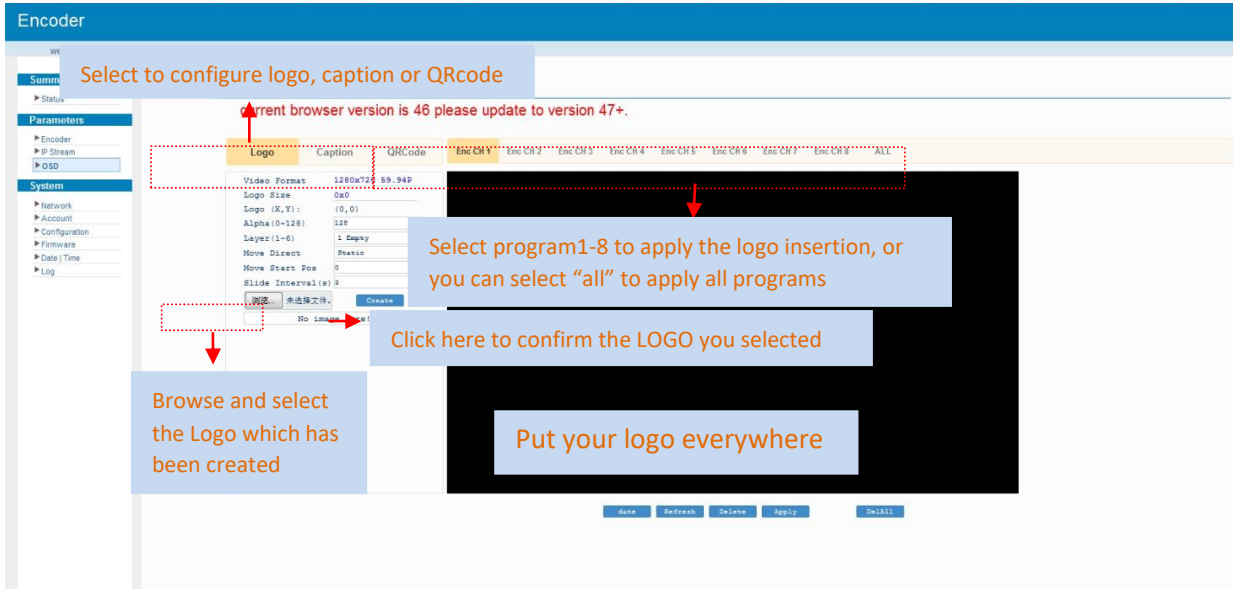 Encoder
we
Select to configure logo, caption or QRcode
Summ
Status
current browser version is 46 please update to version 47+.
Parameters
Encoder
IP Stream
OSD
System
Network
Account
Configuration
Firmware
Date | Time
Log
Logo Caption QRCode
Enc CH 1 Enc CH 2 Enc CH 3 Enc CH 4 Enc CH 5 Enc CH 6 Enc CH 7 Enc CH 8 ALL
Video Format 1280x720 59.94P
Logo Size 0x0
Logo (X,Y): (0,0)
Alpha(0~128) 128
Layer(1-6) 1 Empty
Move Direct Static
Move Start Pos 0
Slide Interval(s) 3
浏览... 未选择文件。 Create
No image here!
Select program1-8 to apply the logo insertion, or
you can select “all” to apply all programs
Click here to confirm the LOGO you selected
Browse and select
the Logo which has
been created
Put your logo everywhere
date Refresh Delete Apply DelAll